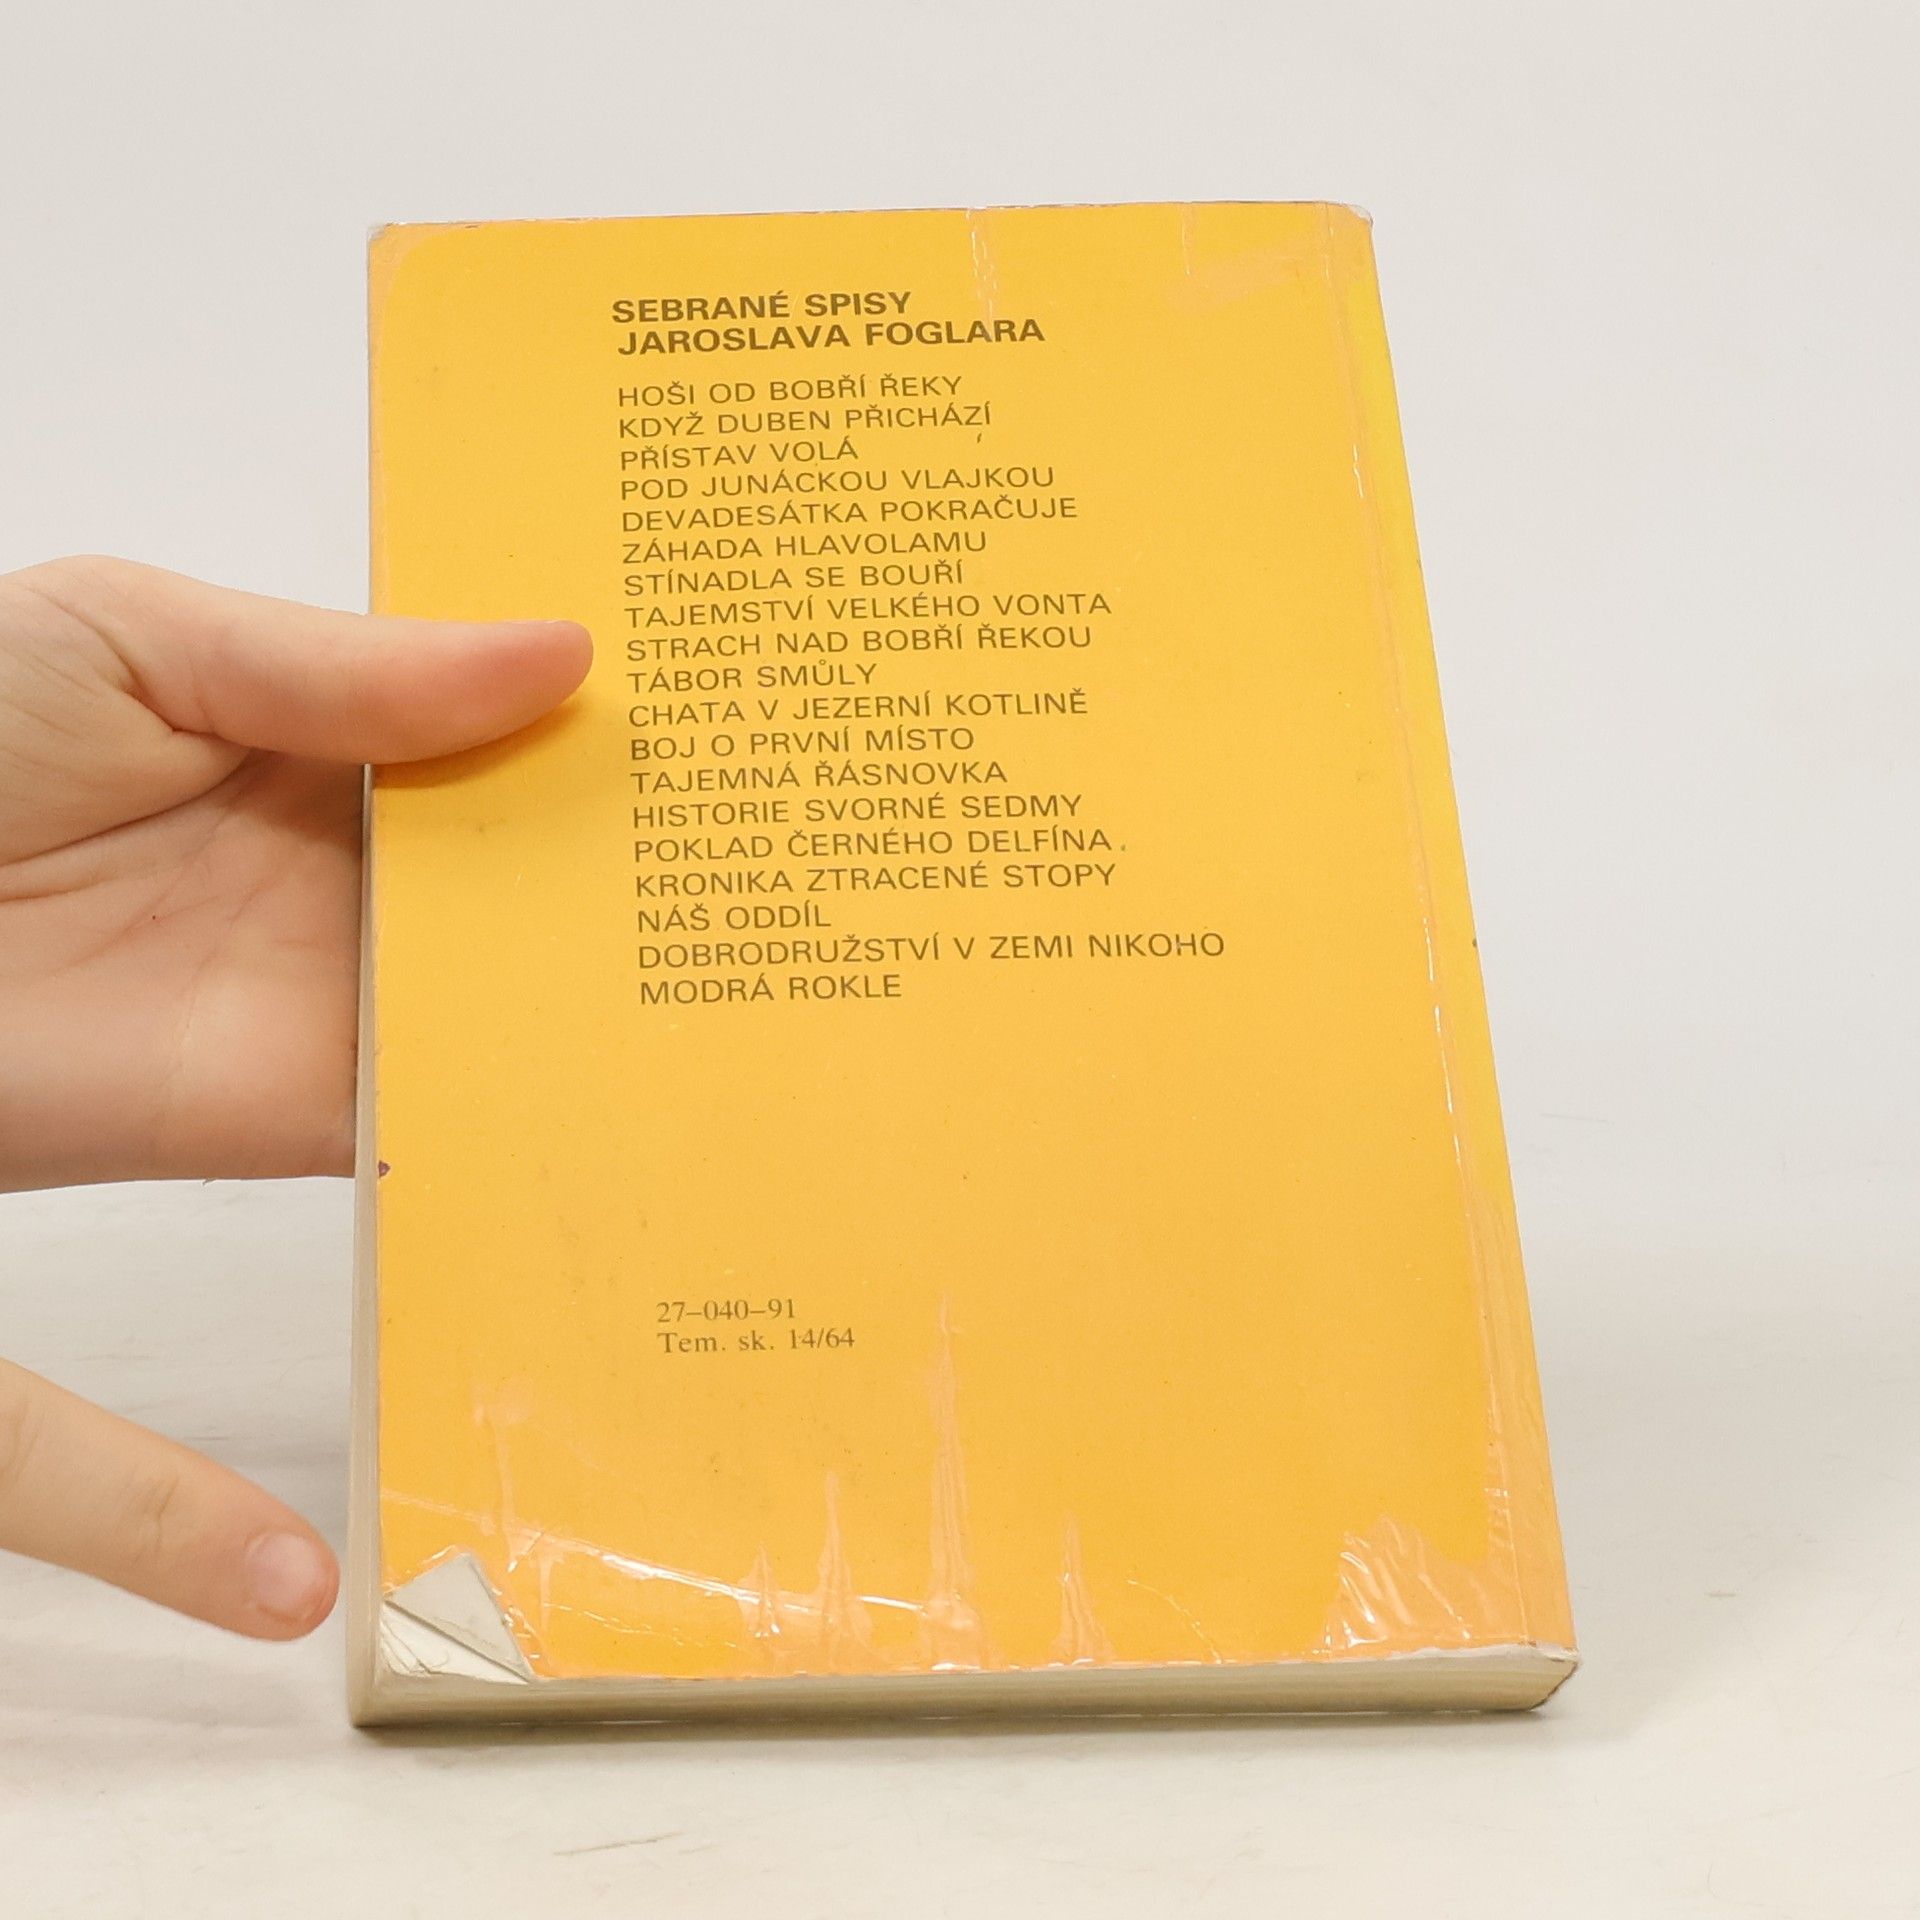 SEBRANÉ SPISY
JAROSLAVA FOGLARA
HOŠI OD BOBŘÍ ŘEKY
KDYŽ DUBEN PŘICHÁZÍ
PŘÍSTAV VOLÁ
POD JUNÁCKOU VLAJKOU
DEVADESÁTKA POKRAČUJE
ZÁHADA HLAVOLAMU
STÍNADLA SE BOUŘÍ
TAJEMSTVÍ VELKÉHO VONTA
STRACH NAD BOBŘÍ ŘEKOU
TÁBOR SMŮLY
CHATA V JEZERNÍ KOTLINĚ
BOJ O PRVNÍ MÍSTO
TAJEMNÁ ŘÁSNOVKA
HISTORIE SVORNÉ SEDMY
POKLAD ČERNÉHO DELFÍNA
KRONIKA ZTRACENÉ STOPY
NÁŠ ODDÍL
DOBRODRUŽSTVÍ V ZEMI NIKOHO
MODRÁ ROKLE
27–040–91
Tem. sk. 14/64